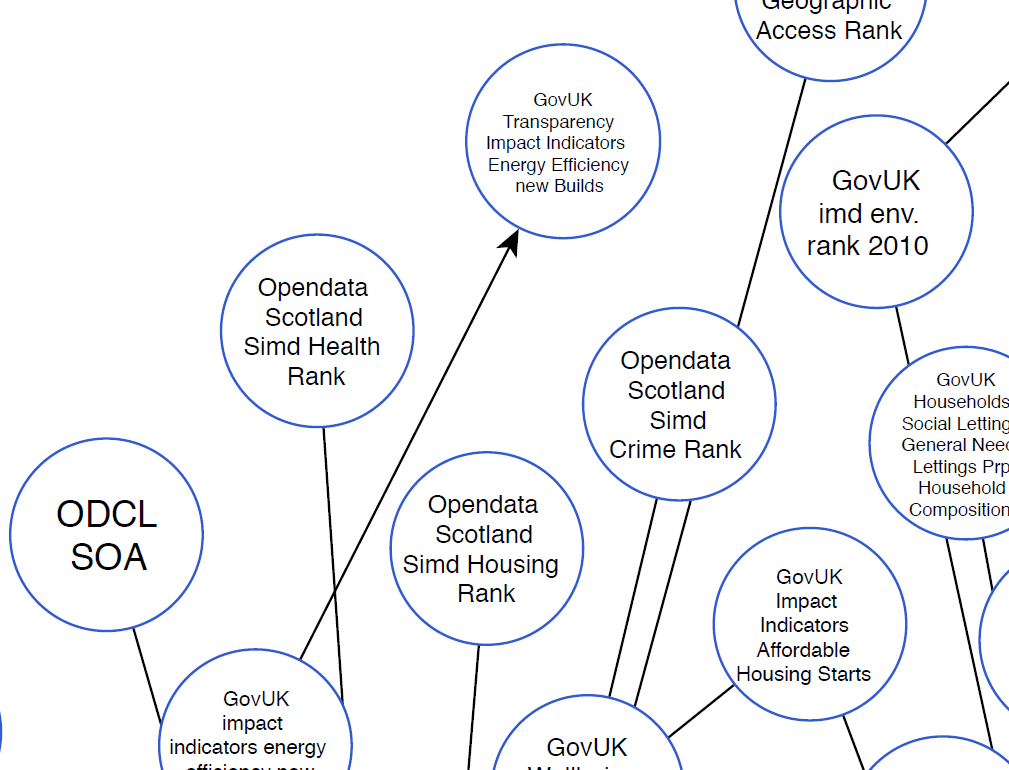 Geographic
Access Rank
GovUK
Transparency
Impact Indicators
Energy Efficiency
new Builds
GovUK
imd env.
rank 2010
Opendata
Scotland
Simd Health
Rank
Opendata
Scotland
Simd
Crime Rank
GovUK
Households
Social Letting
General Need
Lettings Prp
Household
Composition
ODCL
SOA
Opendata
Scotland
Simd Housing
Rank
GovUK
Impact
Indicators
Affordable
Housing Starts
GovUK
impact
indicators energy
efficiency new
GovUK